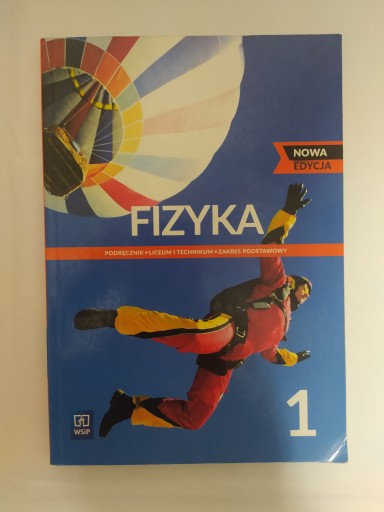 NOWA
EDYCJA
FIZYKA
PODRĘCZNIK • LICEUM I TECHNIKUM • ZAKRES PODSTAWOWY
1
WSiP